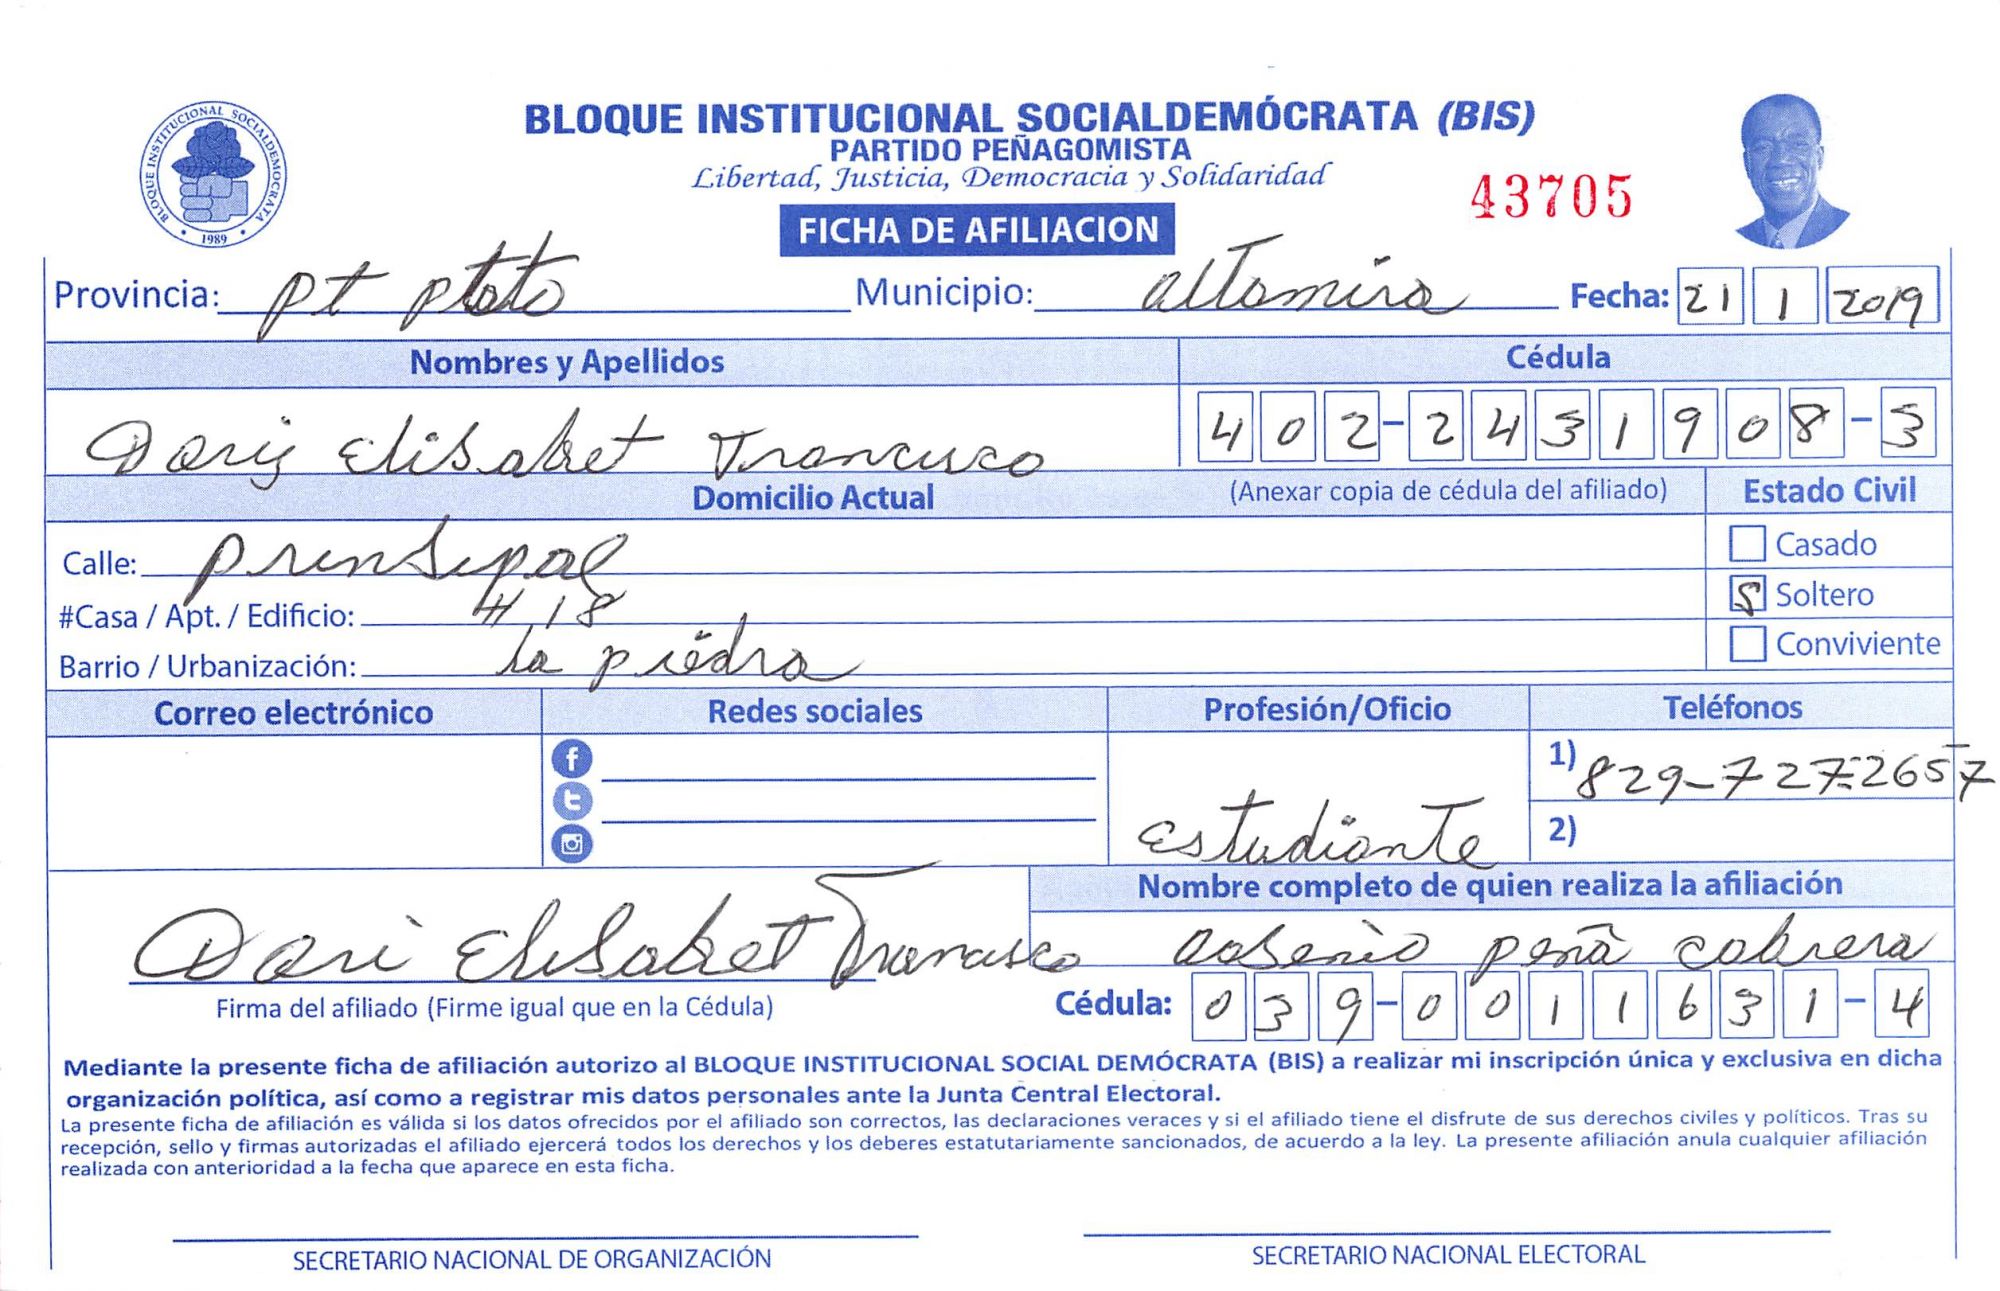 BLOQUE INSTITUCIONAL SOCIALDEMOCRATA
1989
BLOQUE INSTITUCIONAL SOCIALDEMÓCRATA (BIS)
PARTIDO PEÑAGOMISTA
Libertad, Justicia, Democracia y Solidaridad
43705
FICHA DE AFILIACION
Provincia: pt ptata Municipio: altamira Fecha: 21 1 2019
Nombres y Apellidos Cédula
Doriz Elisabet Francisco 402-2431908-3
Domicilio Actual (Anexar copia de cédula del afiliado) Estado Civil
Calle: prinsipal Casado
#Casa / Apt. / Edificio: # 18 S Soltero
Barrio / Urbanización: la piedra Conviviente
Correo electrónico Redes sociales Profesión/Oficio Teléfonos
estudiante 1) 829-727-2657
2)
Nombre completo de quien realiza la afiliación
Dori Elisabet Francisco peña cabrera
Firma del afiliado (Firme igual que en la Cédula) Cédula: 039-0011631-4
Mediante la presente ficha de afiliación autorizo al BLOQUE INSTITUCIONAL SOCIAL DEMÓCRATA (BIS) a realizar mi inscripción única y exclusiva en dicha
organización política, así como a registrar mis datos personales ante la Junta Central Electoral.
La presente ficha de afiliación es válida si los datos ofrecidos por el afiliado son correctos, las declaraciones veraces y si el afiliado tiene el disfrute de sus derechos civiles y políticos. Tras su
recepción, sello y firmas autorizadas el afiliado ejercerá todos los derechos y los deberes estatutariamente sancionados, de acuerdo a la ley. La presente afiliación anula cualquier afiliación
realizada con anterioridad a la fecha que aparece en esta ficha.
SECRETARIO NACIONAL DE ORGANIZACIÓN SECRETARIO NACIONAL ELECTORAL